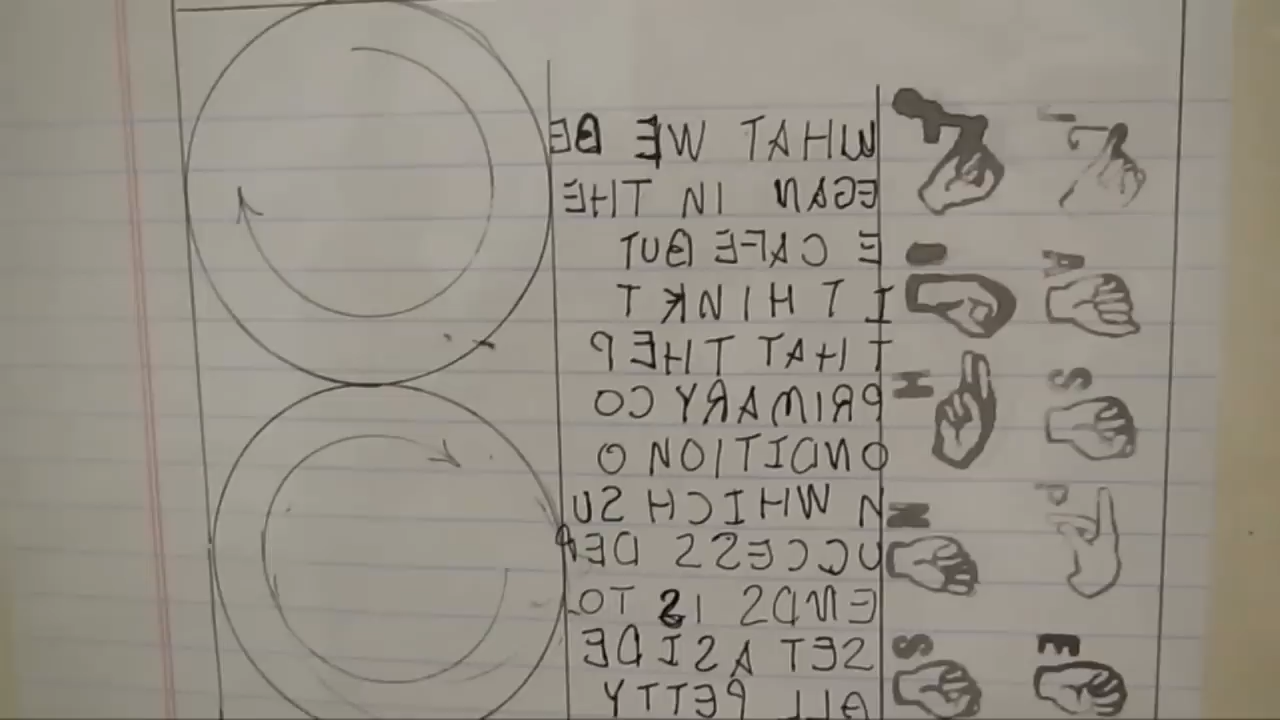 WHAT WE BE
EGAN IN THE
E CAFE BUT
I THINK T
THAT THE P
PRIMARY CO
ONDITION O
N WHICH SU
UCCESS DEP
ENDS IS TO
SET ASIDE
ALL PETTY
H
N
S
A
S
P
E